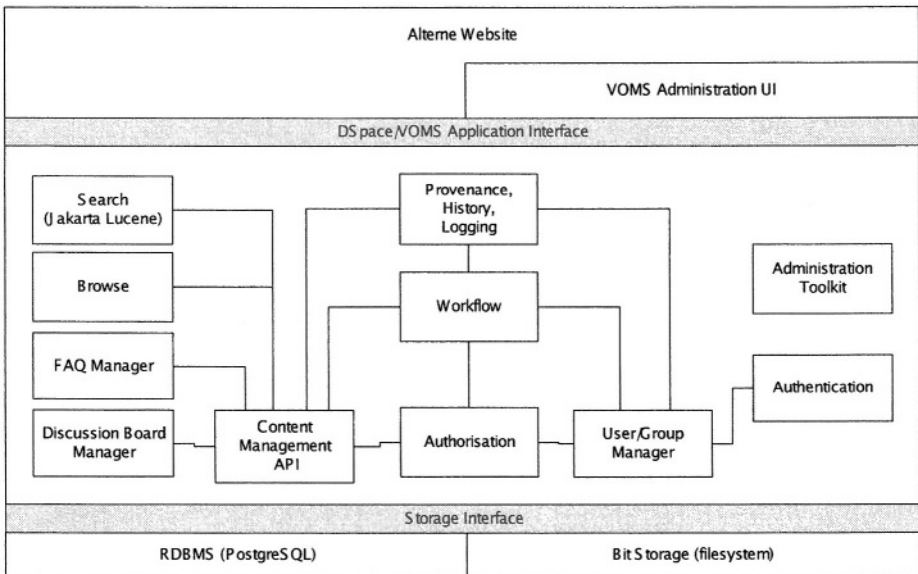 Alterne Website
VOMS Administration UI
DSpace/VOMS Application Interface
Search
(Jakarta Lucene)
Provenance,
History,
Logging
Browse
Workflow
Administration
Toolkit
FAQ Manager
Authentication
Discussion Board
Manager
Content
Management
API
Authorisation
User/Group
Manager
Storage Interface
RDBMS (PostgreSQL)
Bit Storage (filesystem)